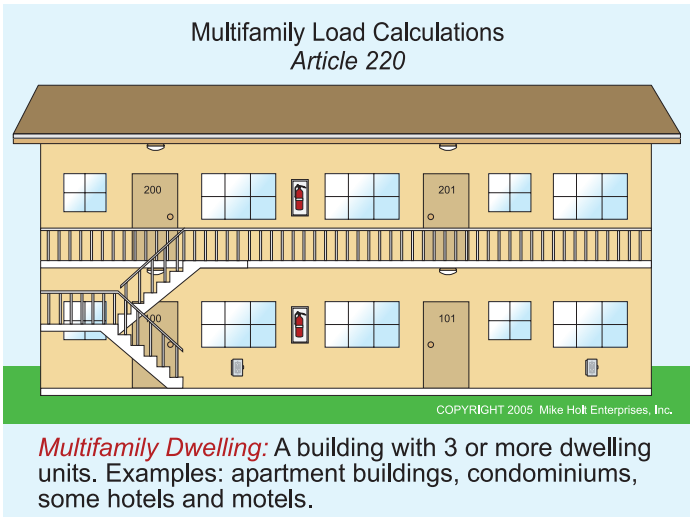 Multifamily Load Calculations
Article 220
200
201
100
101
COPYRIGHT 2005 Mike Holt Enterprises, Inc.
Multifamily Dwelling: A building with 3 or more dwelling
units. Examples: apartment buildings, condominiums,
some hotels and motels.